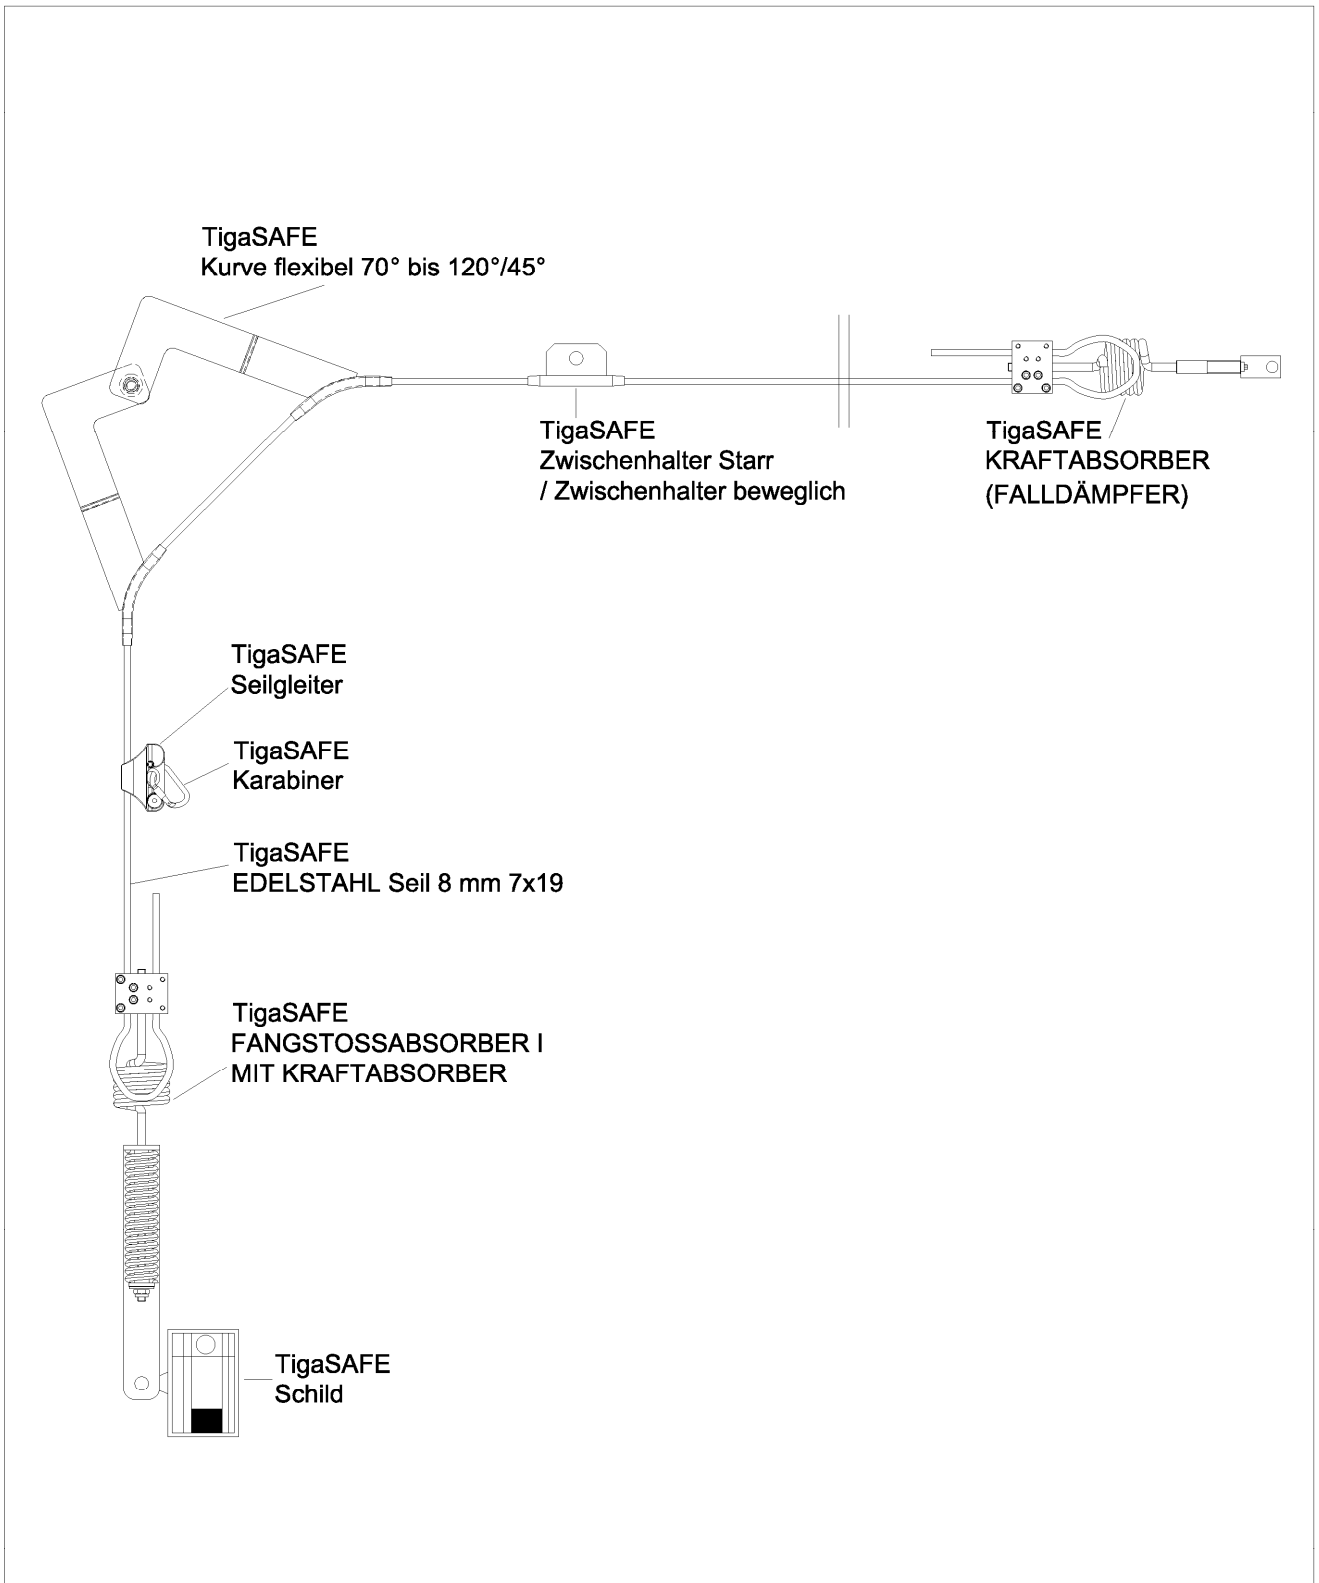 TigaSAFE
Kurve flexibel 70° bis 120°/45°
TigaSAFE
Zwischenhalter Starr
/ Zwischenhalter beweglich
TigaSAFE
KRAFTABSORBER
(FALLDÄMPFER)
TigaSAFE
Seilgleiter
TigaSAFE
Karabiner
TigaSAFE
EDELSTAHL Seil 8 mm 7x19
TigaSAFE
FANGSTOSSABSORBER I
MIT KRAFTABSORBER
TigaSAFE
Schild